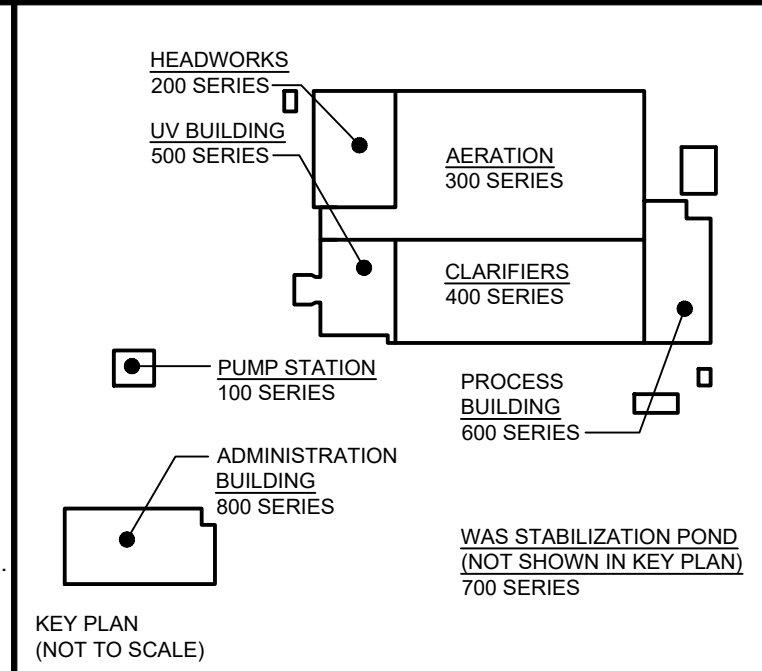 HEADWORKS
200 SERIES
UV BUILDING
500 SERIES
AERATION
300 SERIES
CLARIFIERS
400 SERIES
PUMP STATION
100 SERIES
PROCESS
BUILDING
600 SERIES
ADMINISTRATION
BUILDING
800 SERIES
WAS STABILIZATION POND
(NOT SHOWN IN KEY PLAN)
700 SERIES
KEY PLAN
(NOT TO SCALE)